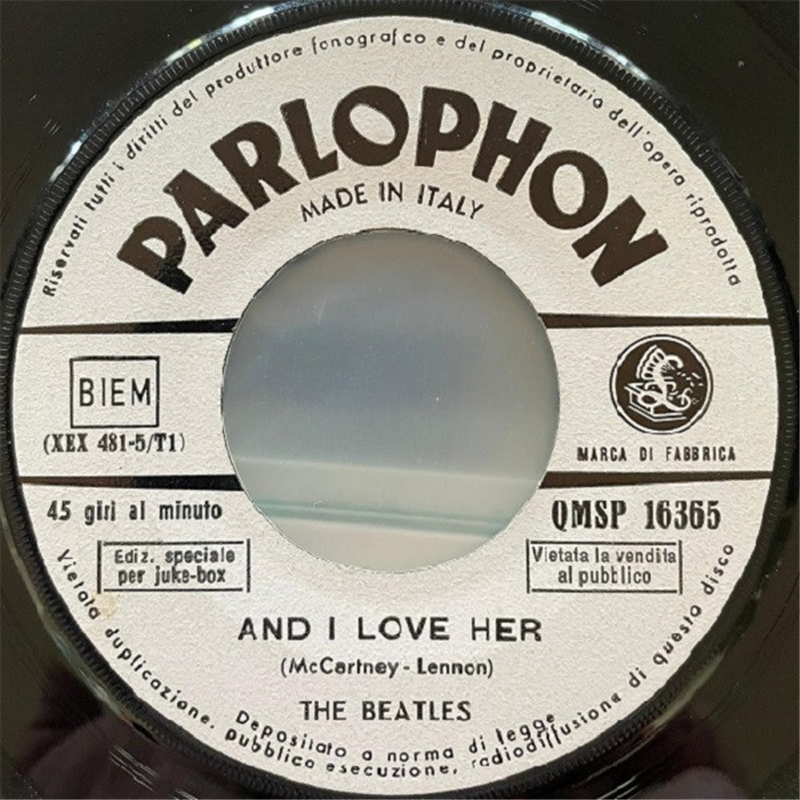 Riservati tutti i diritti del produttore fonografico e del proprietario dell'opera riprodotta
PARLOPHON
MADE IN ITALY
BIEM
(XEX 481-5/T1)
MARCA DI FABBRICA
45 giri al minuto
QMSP 16365
Ediz. speciale
per juke-box
Vietata la vendita
al pubblico
AND I LOVE HER
(McCartney - Lennon)
THE BEATLES
Depositato a norma di legge
Vietata duplicazione, pubblica esecuzione, radiodiffusione di questo disco